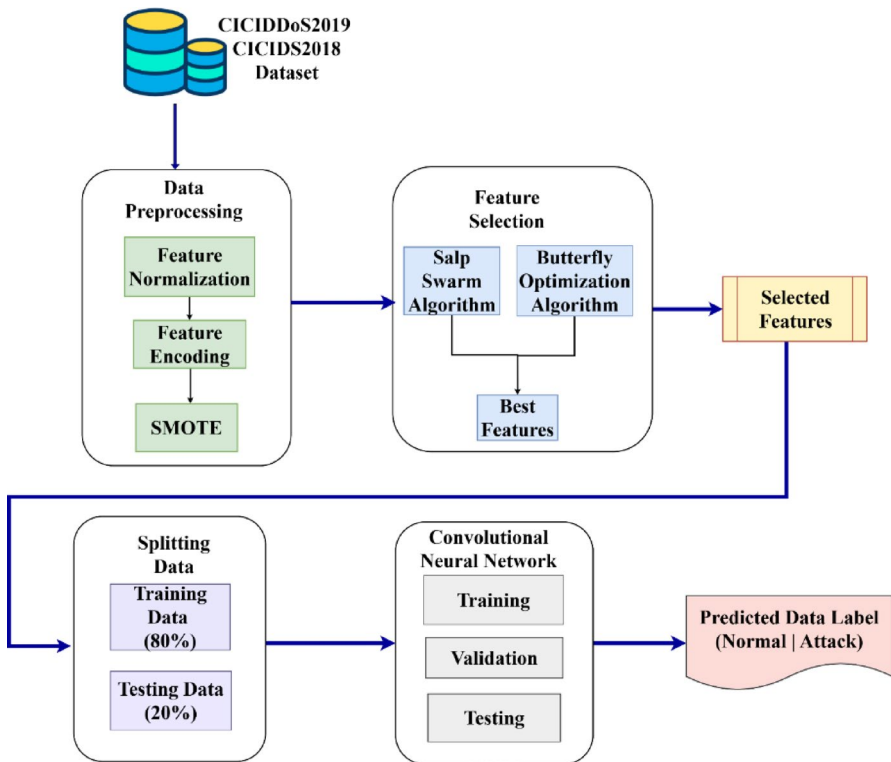 CICIDDoS2019
CICIDS2018
Dataset
Data
Preprocessing
Feature
Normalization
Feature
Encoding
SMOTE
Feature
Selection
Salp
Swarm
Algorithm
Butterfly
Optimization
Algorithm
Best
Features
Selected
Features
Splitting
Data
Training
Data
(80%)
Testing Data
(20%)
Convolutional
Neural Network
Training
Validation
Testing
Predicted Data Label
(Normal | Attack)